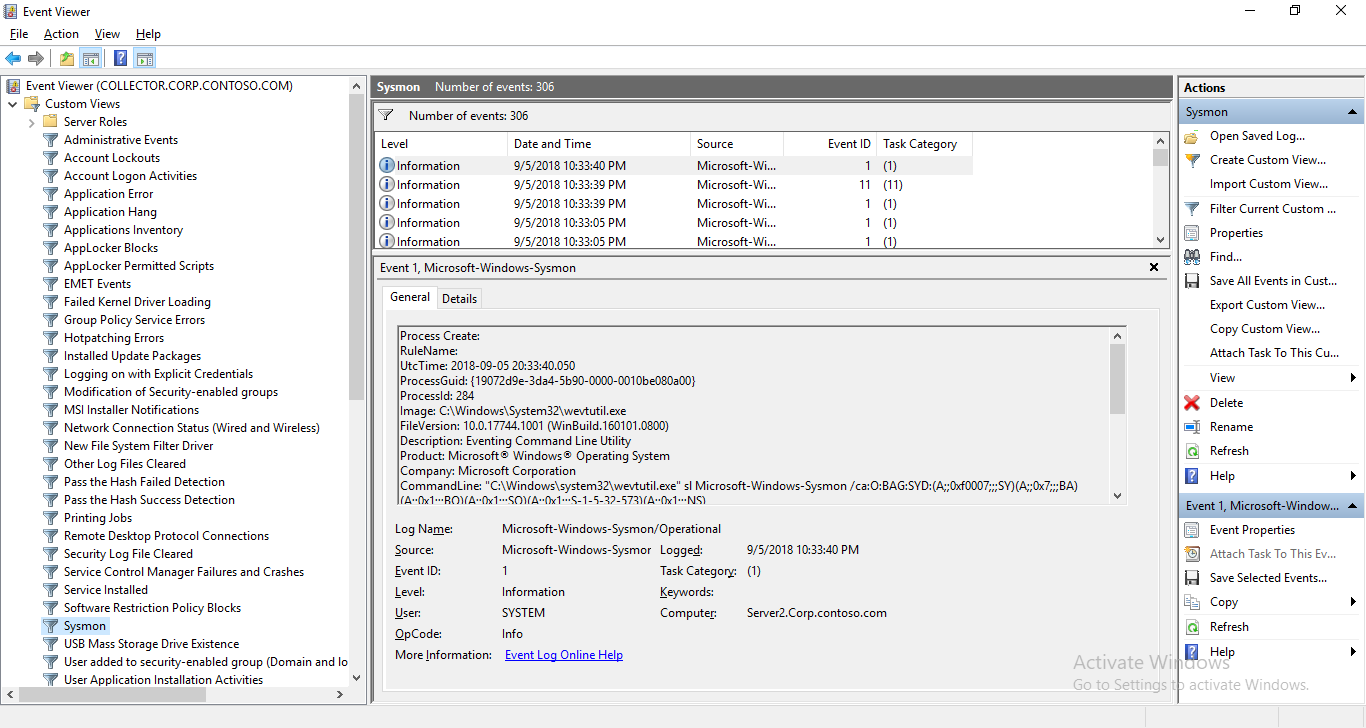 Event Viewer
File Action View Help
Event Viewer (COLLECTOR.CORP.CONTOSO.COM)
Custom Views
Server Roles
Administrative Events
Account Lockouts
Account Logon Activities
Application Error
Application Hang
Applications Inventory
AppLocker Blocks
AppLocker Permitted Scripts
EMET Events
Failed Kernel Driver Loading
Group Policy Service Errors
Hotpatching Errors
Installed Update Packages
Logging on with Explicit Credentials
Modification of Security-enabled groups
MSI Installer Notifications
Network Connection Status (Wired and Wireless)
New File System Filter Driver
Other Log Files Cleared
Pass the Hash Failed Detection
Pass the Hash Success Detection
Printing Jobs
Remote Desktop Protocol Connections
Security Log File Cleared
Service Control Manager Failures and Crashes
Service Installed
Software Restriction Policy Blocks
Sysmon
USB Mass Storage Drive Existence
User added to security-enabled group (Domain and lo
User Application Installation Activities
Sysmon Number of events: 306
Number of events: 306
Level Date and Time Source Event ID Task Category
Information 9/5/2018 10:33:40 PM Microsoft-Wi... 1 (1)
Information 9/5/2018 10:33:39 PM Microsoft-Wi... 11 (11)
Information 9/5/2018 10:33:39 PM Microsoft-Wi... 1 (1)
Information 9/5/2018 10:33:05 PM Microsoft-Wi... 1 (1)
Information 9/5/2018 10:33:05 PM Microsoft-Wi... 1 (1)
Event 1, Microsoft-Windows-Sysmon
General Details
Process Create:
RuleName:
UtcTime: 2018-09-05 20:33:40.050
ProcessGuid: {19072d9e-3da4-5b90-0000-0010be080a00}
ProcessId: 284
Image: C:\Windows\System32\wevtutil.exe
FileVersion: 10.0.17744.1001 (WinBuild.160101.0800)
Description: Eventing Command Line Utility
Product: Microsoft® Windows® Operating System
Company: Microsoft Corporation
CommandLine: "C:\Windows\system32\wevtutil.exe" sl Microsoft-Windows-Sysmon /ca:O:BAG:SYD:(A;;0xf0007;;;SY)(A;;0x7;;;BA)
(A;;0x1;;;BO)(A;;0x1;;;SO)(A;;0x1;;;S-1-5-32-573)(A;;0x1;;;NS)
Log Name: Microsoft-Windows-Sysmon/Operational
Source: Microsoft-Windows-Sysmor Logged: 9/5/2018 10:33:40 PM
Event ID: 1 Task Category: (1)
Level: Information Keywords:
User: SYSTEM Computer: Server2.Corp.contoso.com
OpCode: Info
More Information: Event Log Online Help
Actions
Sysmon
Open Saved Log...
Create Custom View...
Import Custom View...
Filter Current Custom ...
Properties
Find...
Save All Events in Cust...
Export Custom View...
Copy Custom View...
Attach Task To This Cu...
View
Delete
Rename
Refresh
Help
Event 1, Microsoft-Window...
Event Properties
Attach Task To This Ev...
Save Selected Events...
Copy
Refresh
Help
Activate Windows
Go to Settings to activate Windows.